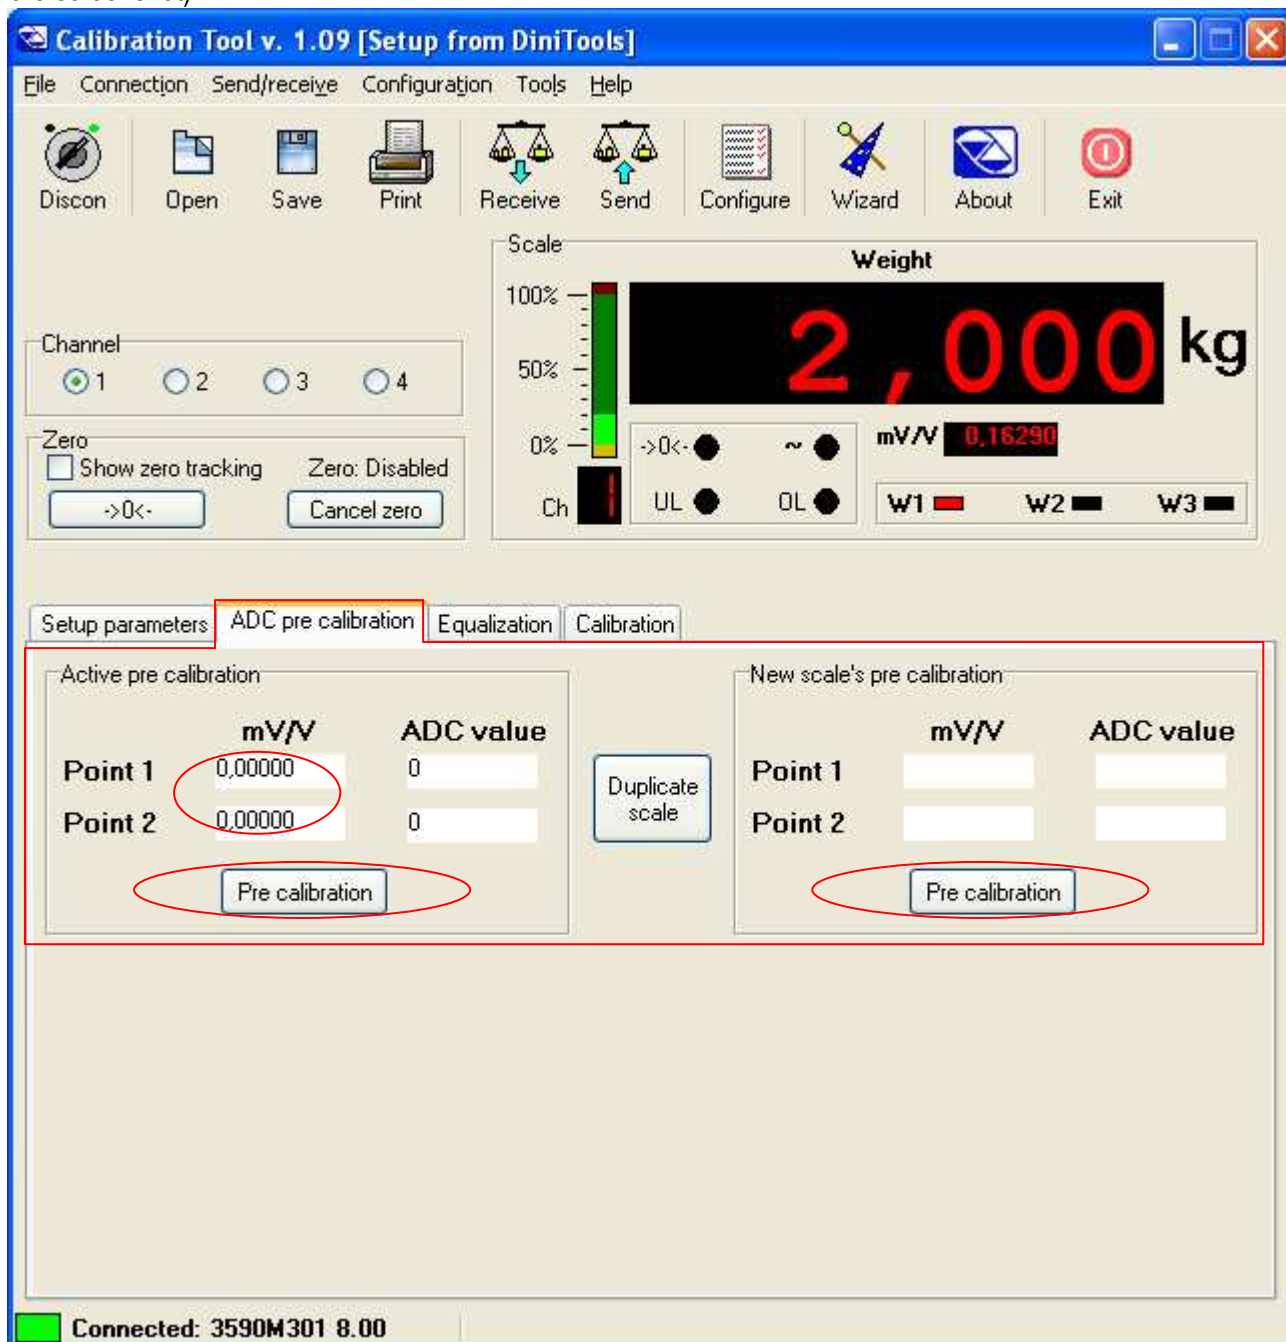 Calibration Tool v. 1.09 [Setup from DiniTools]
File Connection Send/receive Configuration Tools Help
Discon Open Save Print Receive Send Configure Wizard About Exit
Scale
Weight
100%
50%
0%
2,000 kg
Channel
1 2 3 4
Zero
Show zero tracking Zero: Disabled
->0<- Cancel zero
Ch 1
->0<- ~
UL OL
mV/V 0,16290
W1 W2 W3
Setup parameters ADC pre calibration Equalization Calibration
Active pre calibration
mV/V ADC value
Point 1 0,00000 0
Point 2 0,00000 0
Pre calibration
Duplicate
scale
New scale's pre calibration
mV/V ADC value
Point 1
Point 2
Pre calibration
Connected: 3590M301 8.00